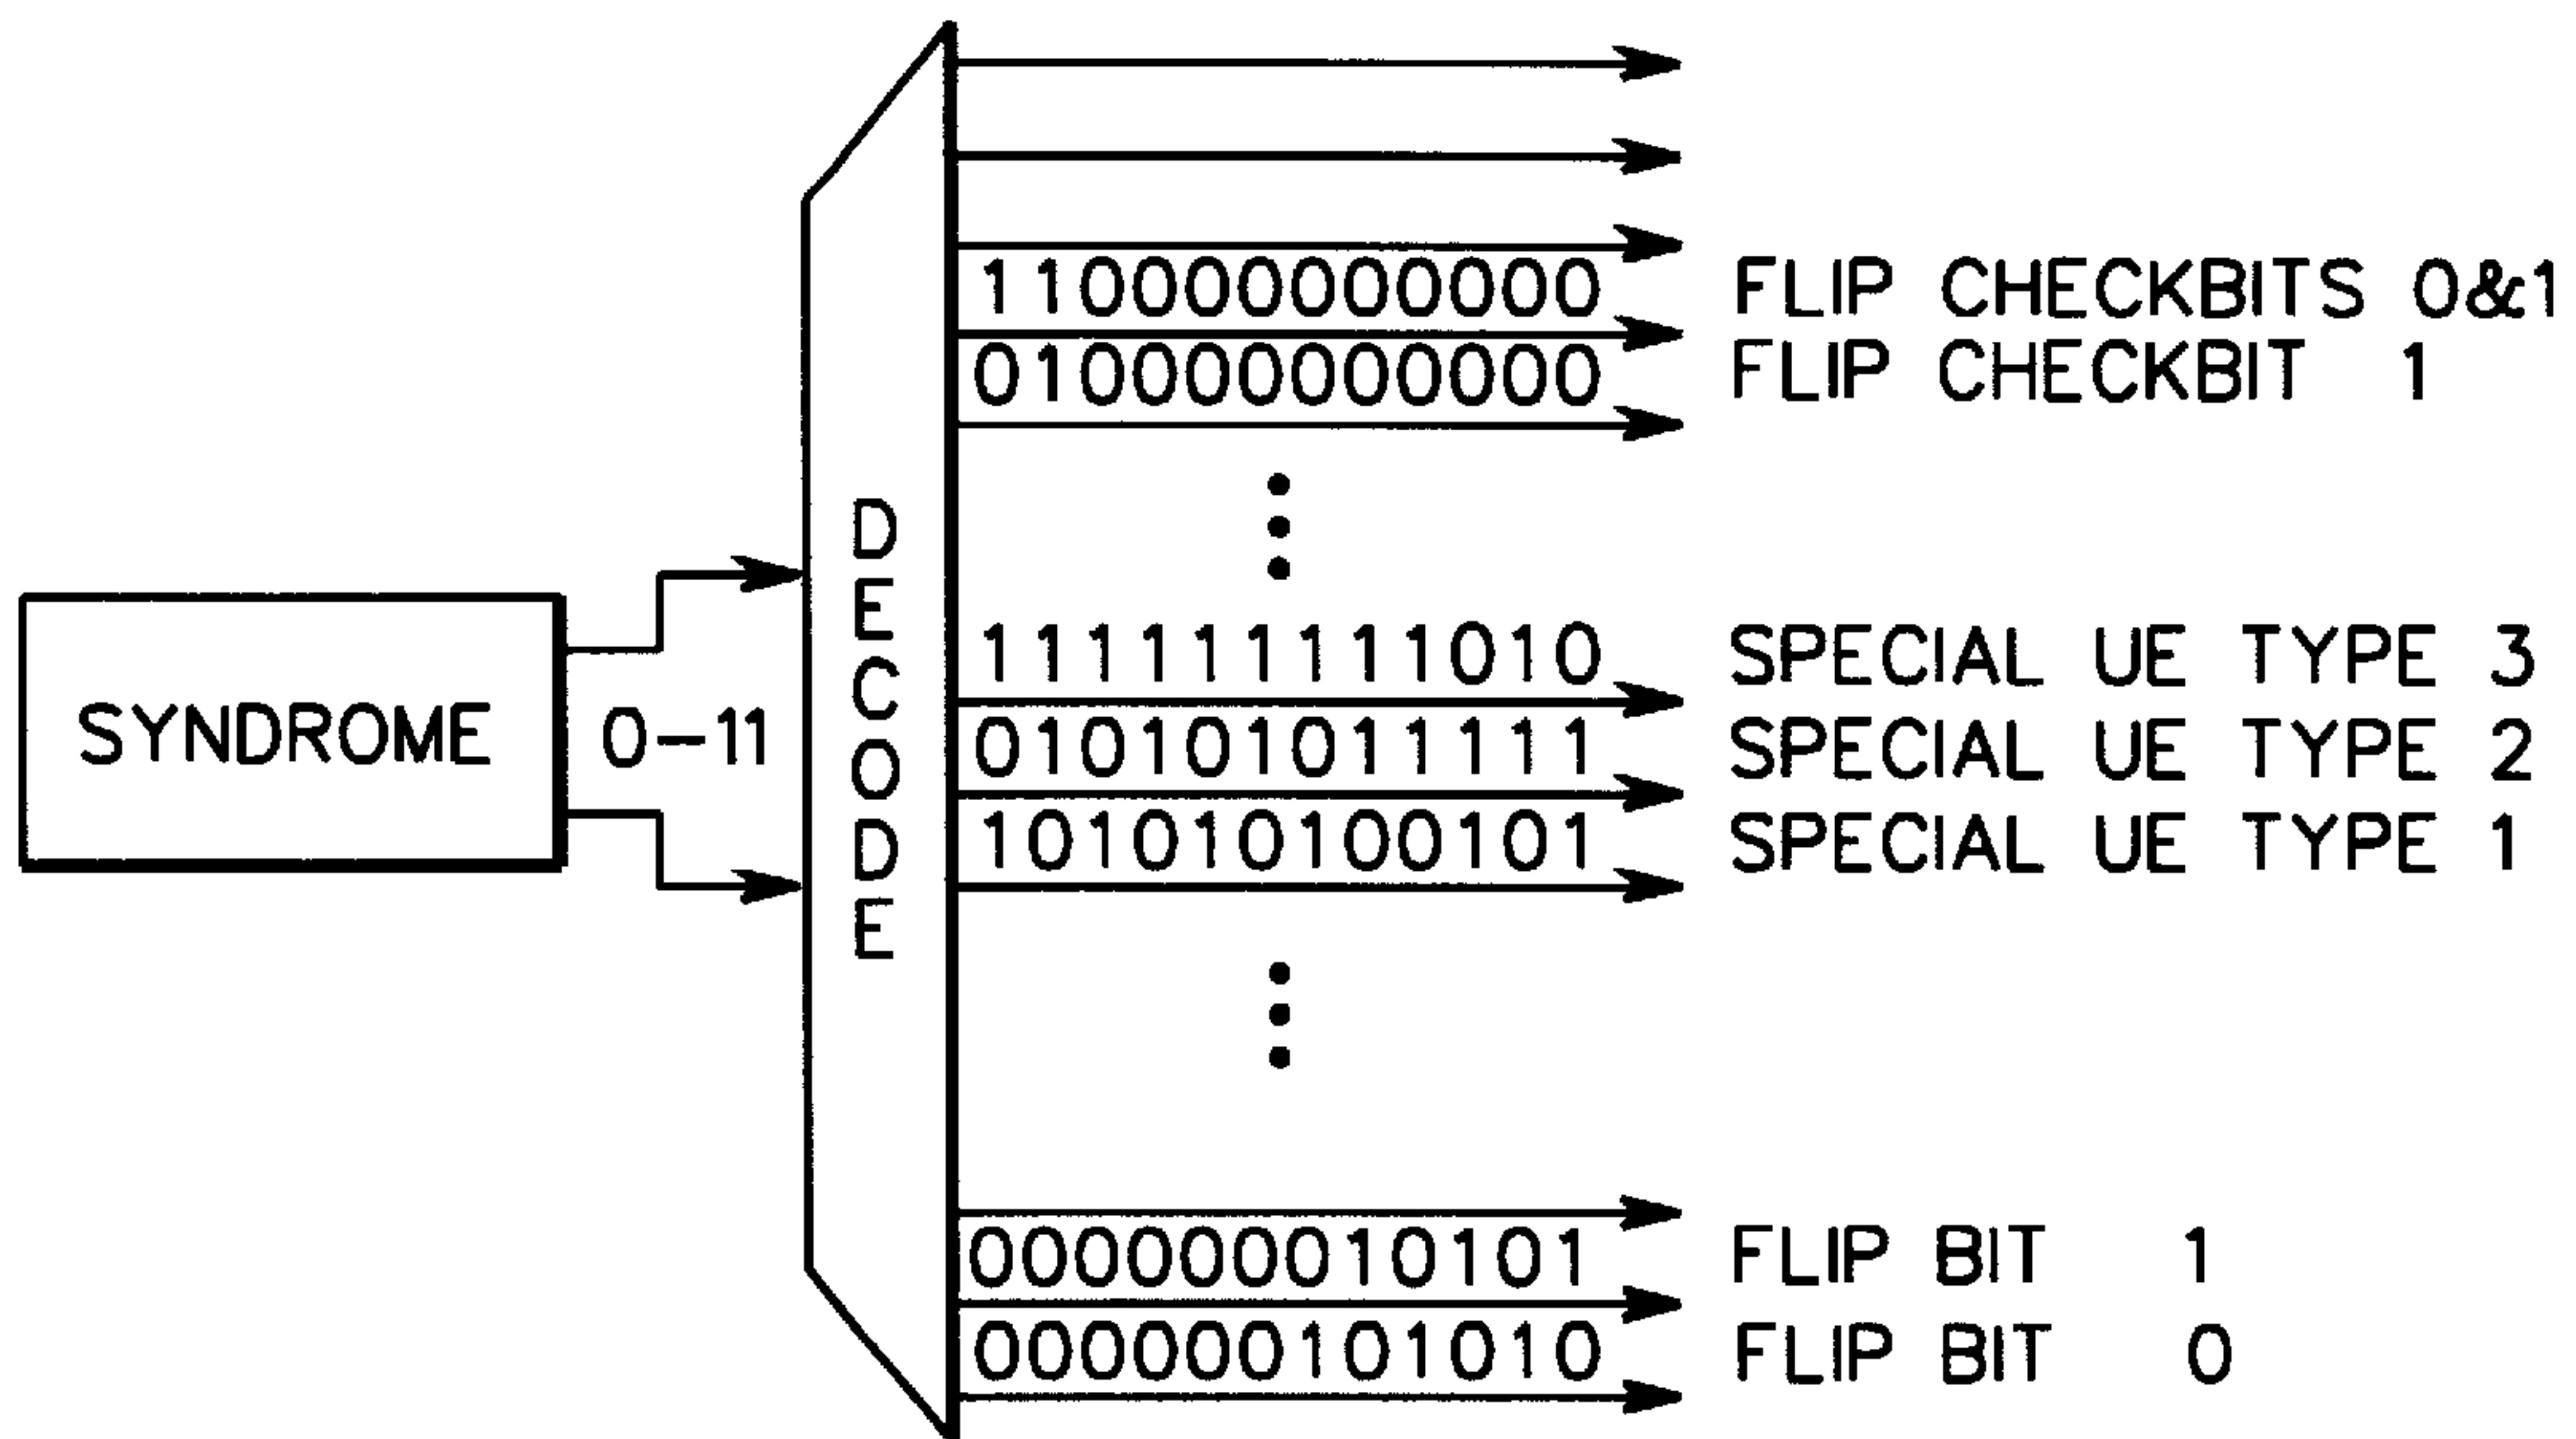 110000000000 FLIP CHECKBITS 0&1
010000000000 FLIP CHECKBIT 1
DECODE
111111111010 SPECIAL UE TYPE 3
SYNDROME 0-11 010101011111 SPECIAL UE TYPE 2
101010100101 SPECIAL UE TYPE 1
000000010101 FLIP BIT 1
000000101010 FLIP BIT 0